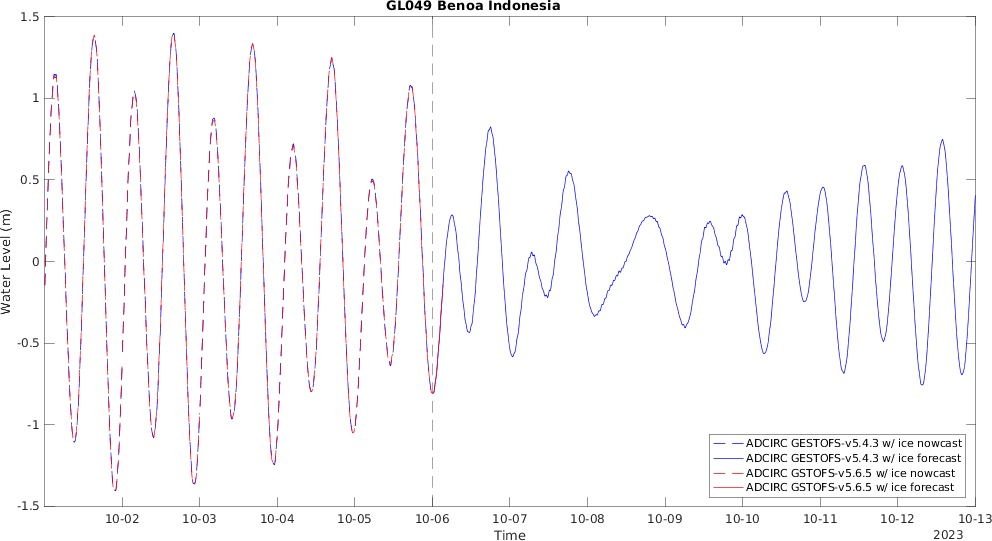 GL049 Benoa Indonesia
1.5
1
0.5
0
-0.5
-1
-1.5
Water Level (m)
10-02 10-03 10-04 10-05 10-06 10-07 10-08 10-09 10-10 10-11 10-12 10-13
Time
2023
ADCIRC GESTOFS-v5.4.3 w/ ice nowcast
ADCIRC GESTOFS-v5.4.3 w/ ice forecast
ADCIRC GSTOFS-v5.6.5 w/ ice nowcast
ADCIRC GSTOFS-v5.6.5 w/ ice forecast